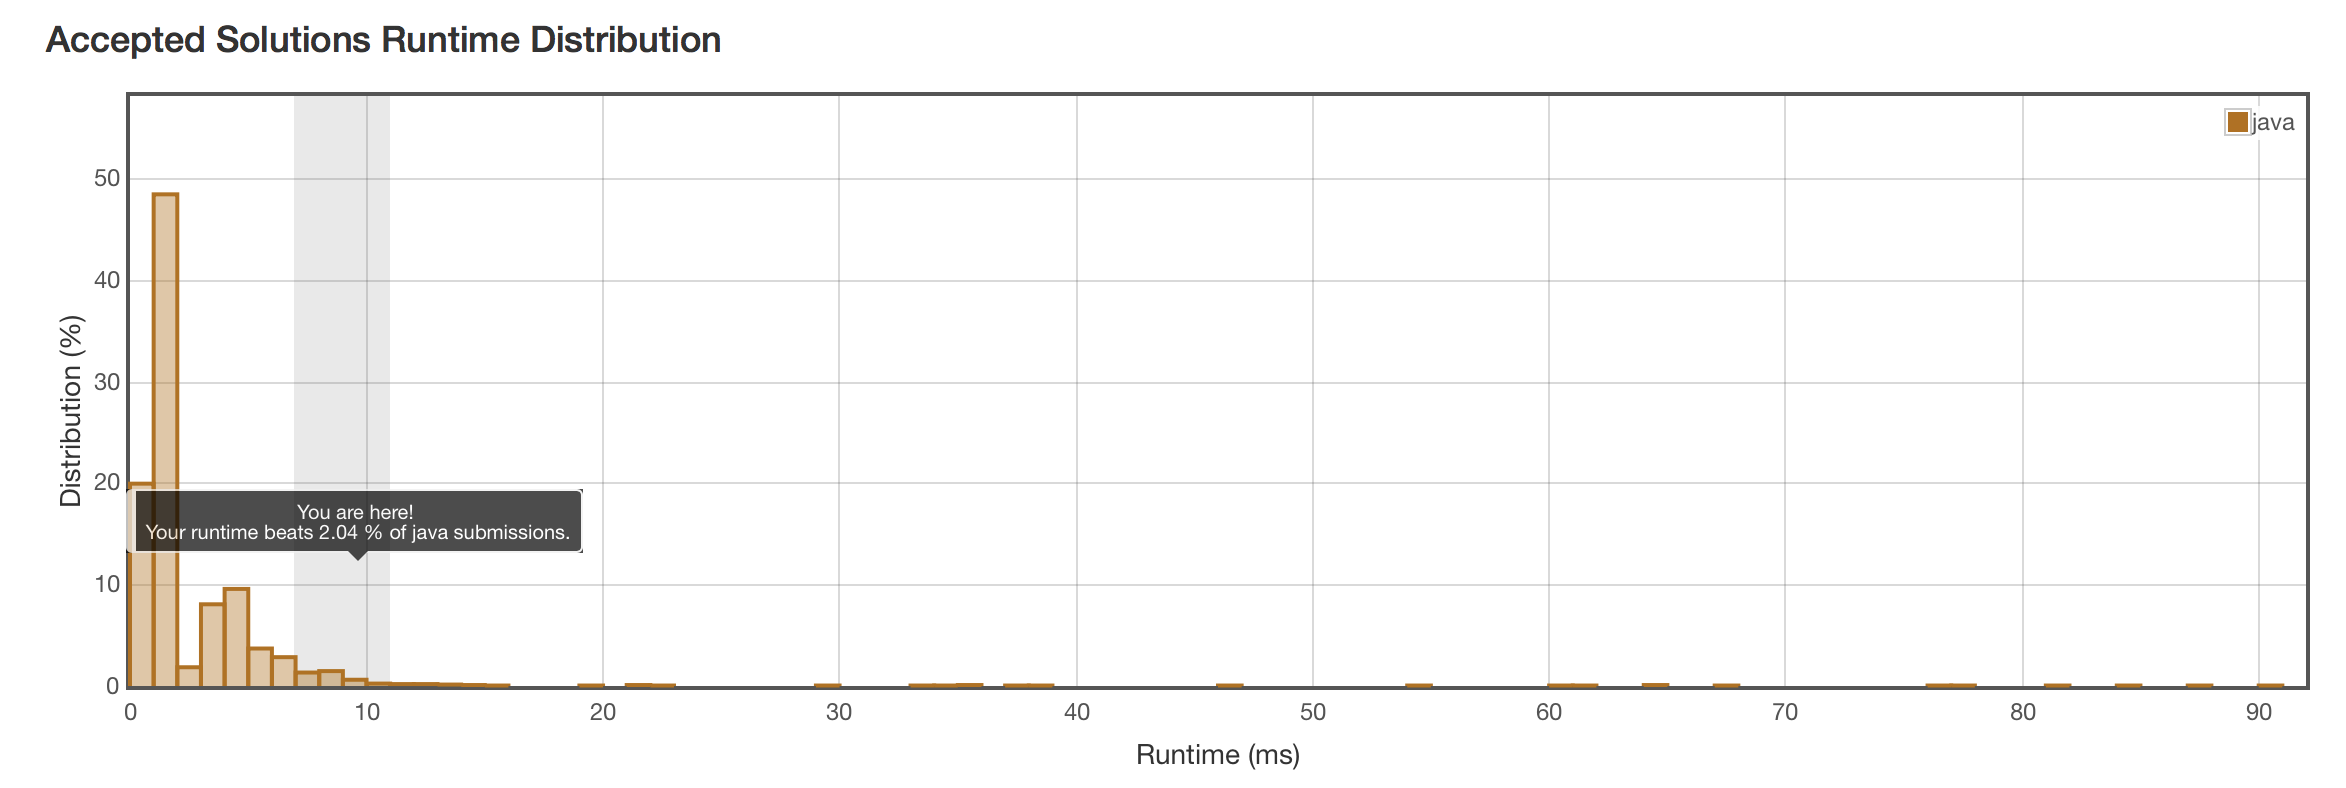 Accepted Solutions Runtime Distribution
java
50
40
30
20
10
0
Distribution (%)
You are here!
Your runtime beats 2.04 % of java submissions.
0 10 20 30 40 50 60 70 80 90
Runtime (ms)